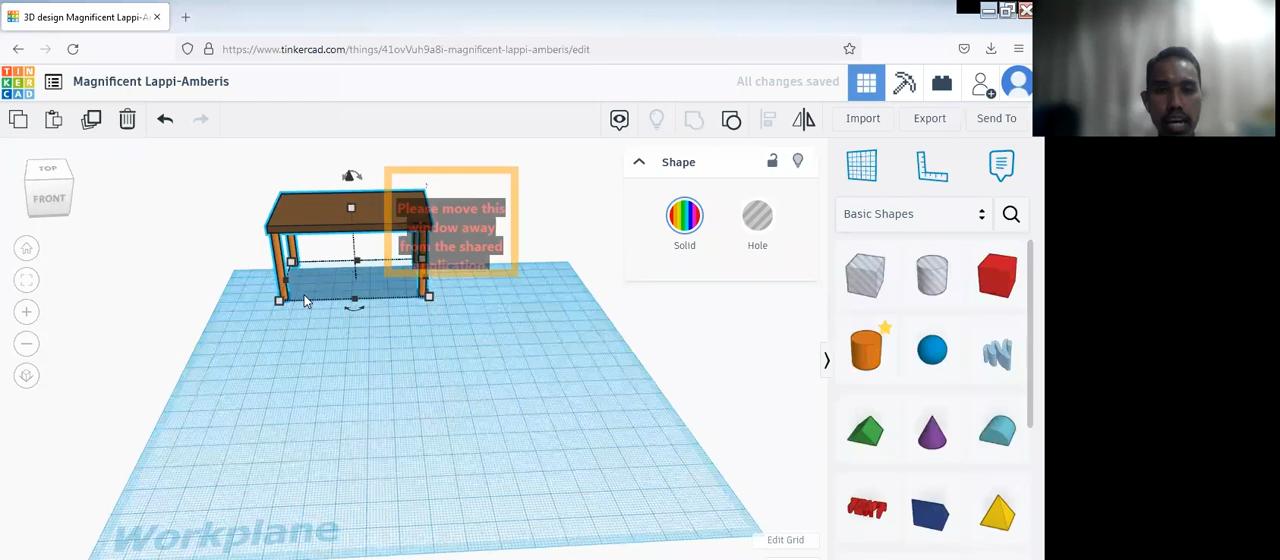 3D design Magnificent Lappi-A
https://www.tinkercad.com/things/41ovVuh9a8i-magnificent-lappi-amberis/edit
TIN
KER
CAD
Magnificent Lappi-Amberis
All changes saved
Import
Export
Send To
TOP
FRONT
Please move this
window away
from the shared
application.
Shape
Solid
Hole
Basic Shapes
TEXT
Workplane
Edit Grid